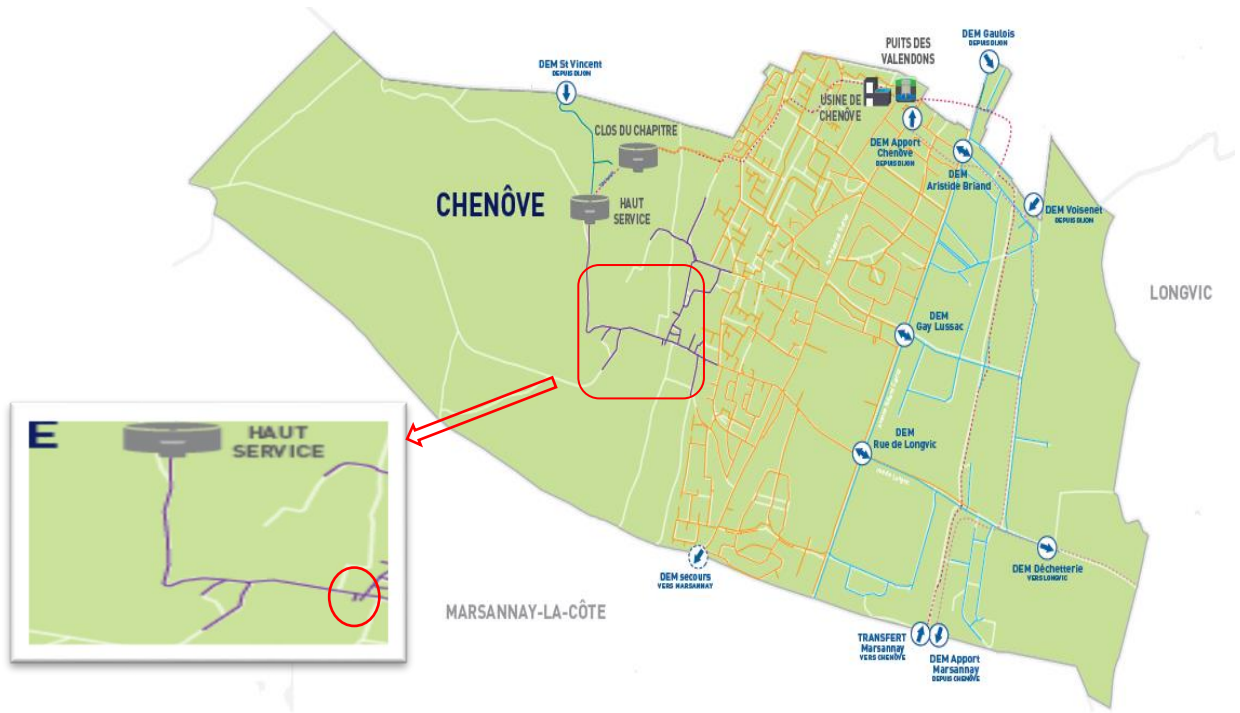 DEM Gaulois
DEPUIS DIJON
PUITS DES
VALENDONS
DEM St Vincent
DEPUIS DIJON
USINE DE
CHENÔVE
CLOS DU CHAPITRE
DEM Apport
Chenôve
DEPUIS DIJON
DEM
Aristide Briand
CHENÔVE
HAUT
SERVICE
DEM Voisenet
DEPUIS DIJON
LONGVIC
DEM
Gay Lussac
E
HAUT
SERVICE
DEM
Rue de Longvic
DEM secours
VERS MARSANNAY
DEM Déchetterie
VERS LONGVIC
MARSANNAY-LA-CÔTE
TRANSFERT
Marsannay
VERS CHENÔVE
DEM Apport
Marsannay
DEPUIS CHENÔVE